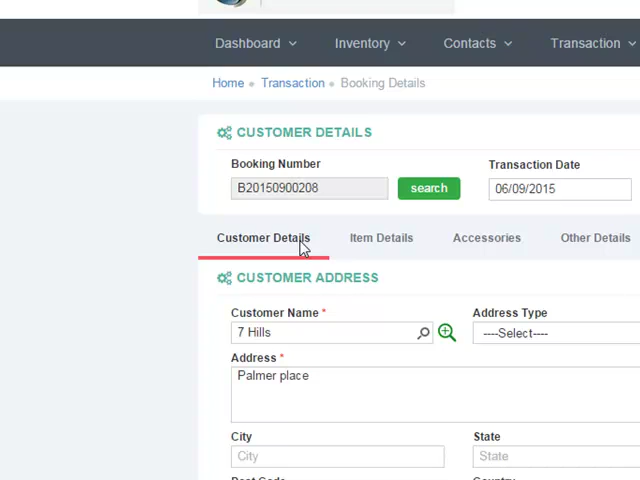 Dashboard Inventory Contacts Transaction
Home Transaction Booking Details
CUSTOMER DETAILS
Booking Number Transaction Date
B20150900208 search 06/09/2015
Customer Details Item Details Accessories Other Details
CUSTOMER ADDRESS
Customer Name * Address Type
7 Hills ----Select----
Address *
Palmer place
City State
City State
Post Code Country